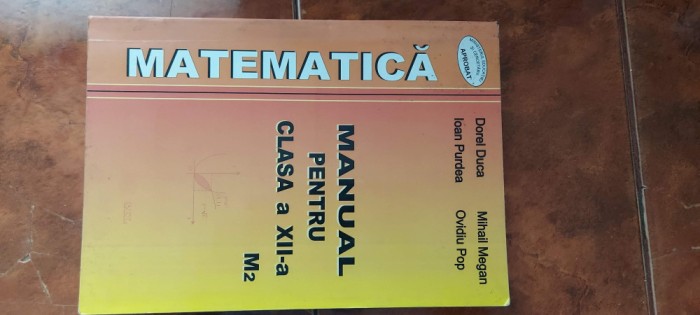 Dorel Duca Mihail Megan
Ioan Purdea Ovidiu Pop
APROBAT
MATEMATICĂ
MANUAL
PENTRU
CLASA a XII-a
M2